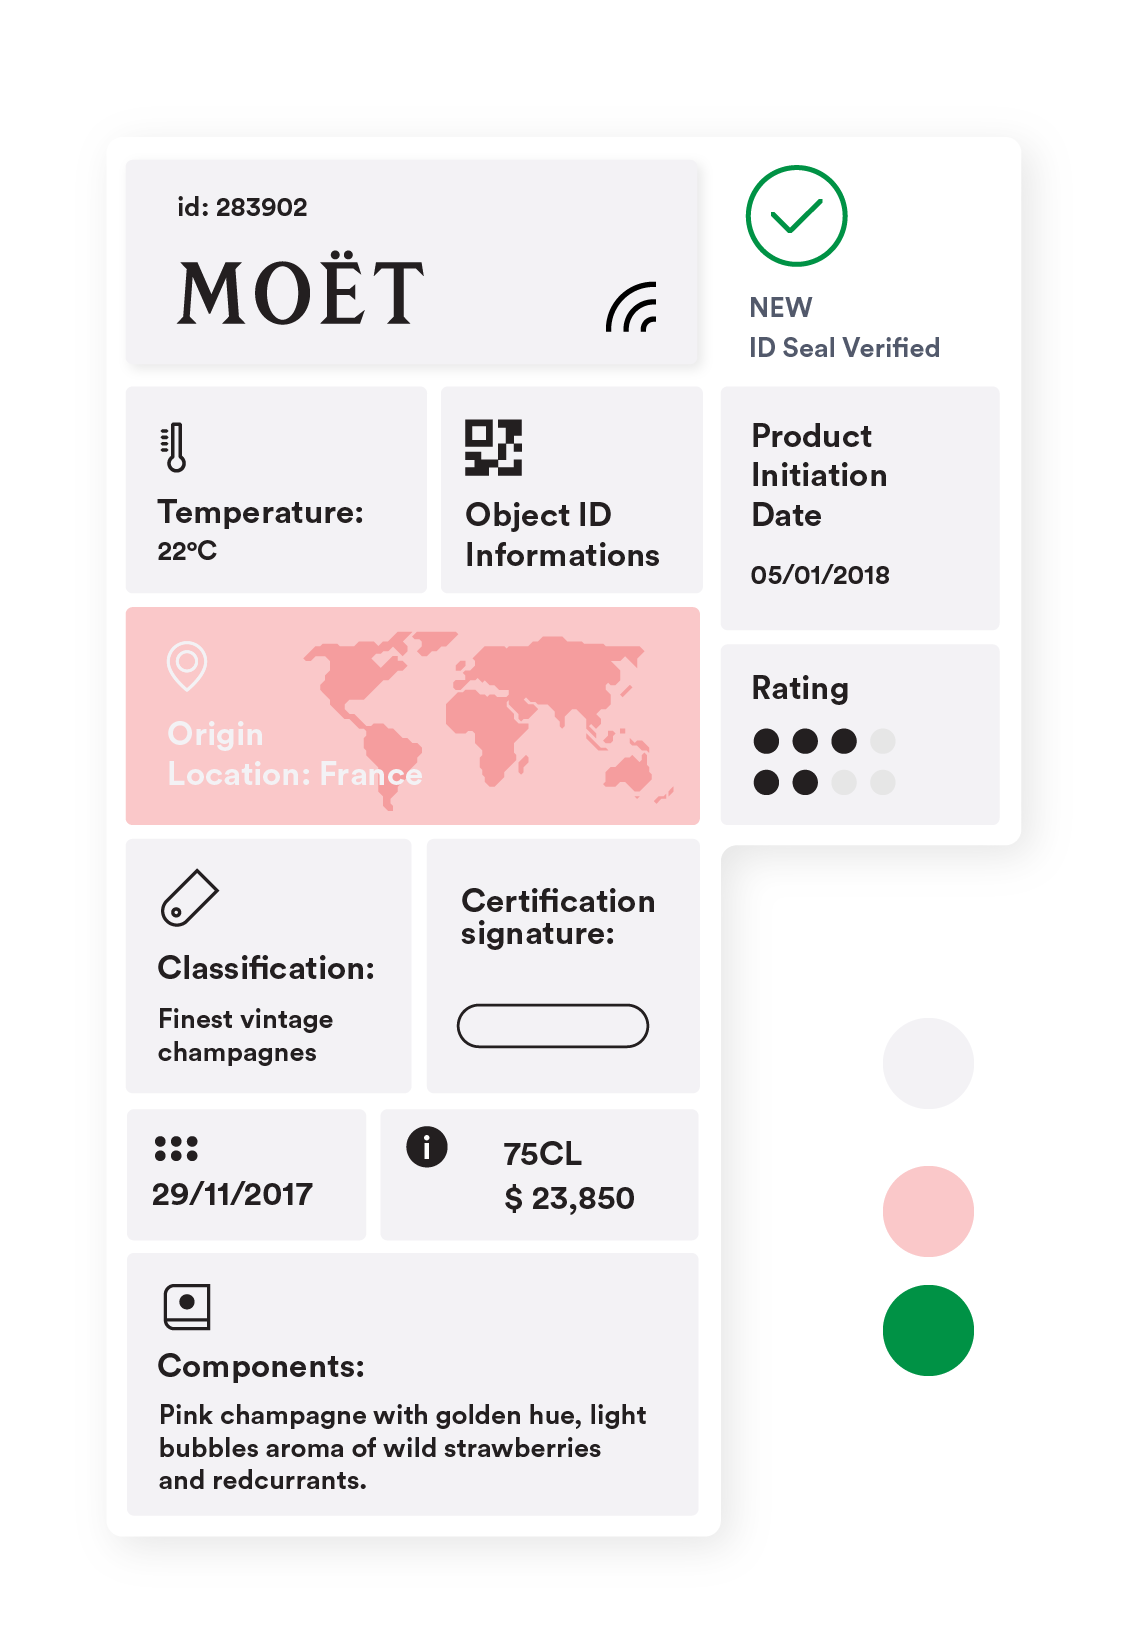 id: 283902
MOËT
NEW
ID Seal Verified
Temperature:
22°C
Object ID
Informations
Product
Initiation
Date
05/01/2018
Origin
Location: France
Rating
Classification:
Finest vintage
champagnes
Certification
signature:
29/11/2017
i
75CL
$ 23,850
Components:
Pink champagne with golden hue, light
bubbles aroma of wild strawberries
and redcurrants.